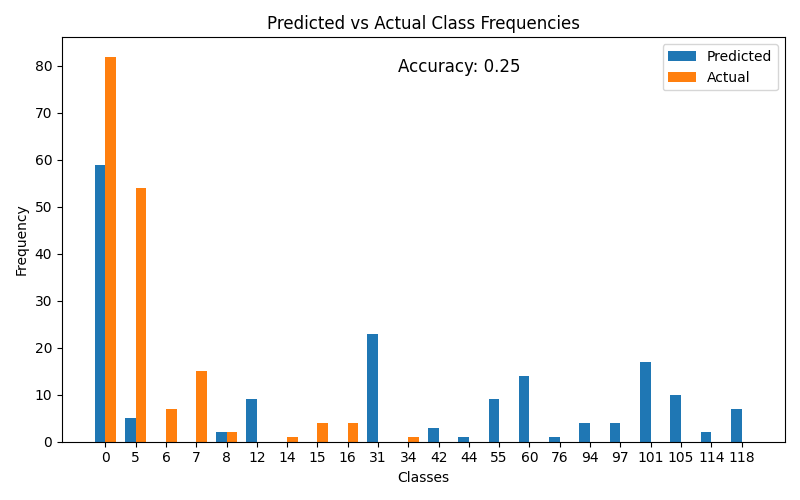 Predicted vs Actual Class Frequencies
Accuracy: 0.25
Predicted
Actual
Frequency
80
70
60
50
40
30
20
10
0
0 5 6 7 8 12 14 15 16 31 34 42 44 55 60 76 94 97 101 105 114 118
Classes